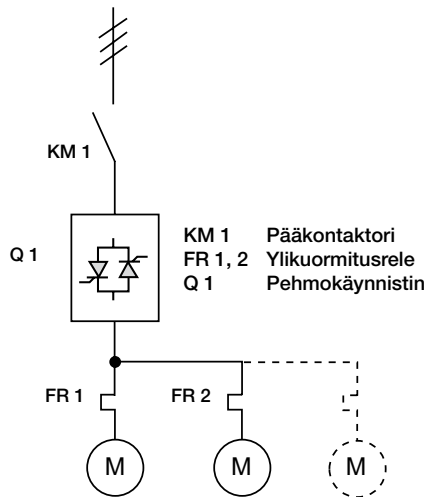 KM 1
Q 1
KM 1 Pääkontaktori
FR 1, 2 Ylikuormitusrele
Q 1 Pehmokäynnistin
FR 1
FR 2
M
M
M